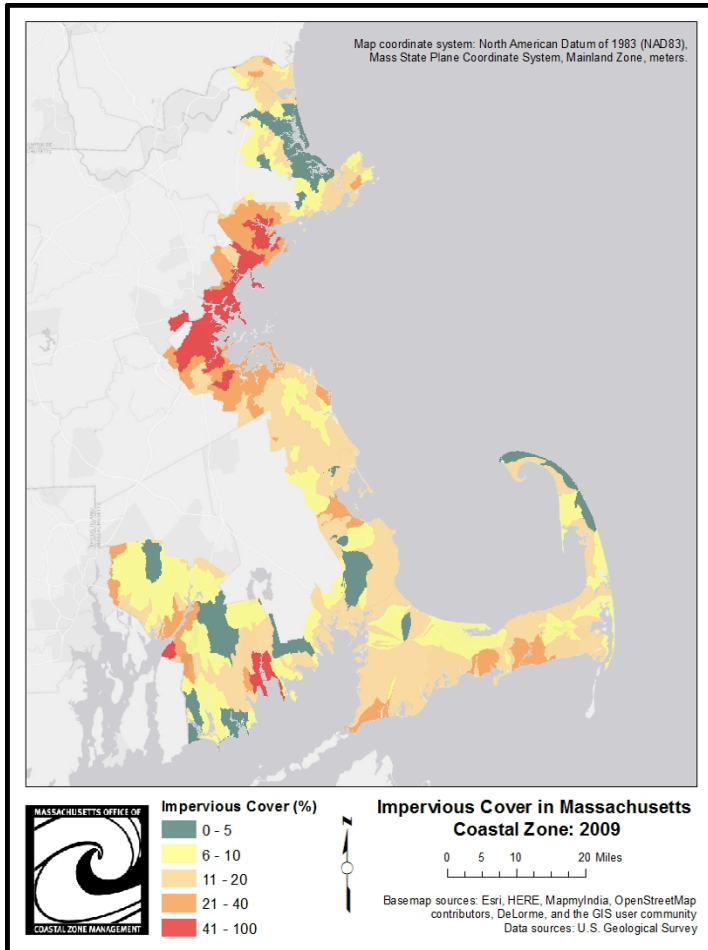 Map coordinate system: North American Datum of 1983 (NAD83),
Mass State Plane Coordinate System, Mainland Zone, meters.
MASSACHUSETTS OFFICE OF
COASTAL ZONE MANAGEMENT
Impervious Cover (%)
0 - 5
6 - 10
11 - 20
21 - 40
41 - 100
N
Impervious Cover in Massachusetts
Coastal Zone: 2009
0 5 10 20 Miles
Basemap sources: Esri, HERE, MapmyIndia, OpenStreetMap
contributors, DeLorme, and the GIS user community
Data sources: U.S. Geological Survey